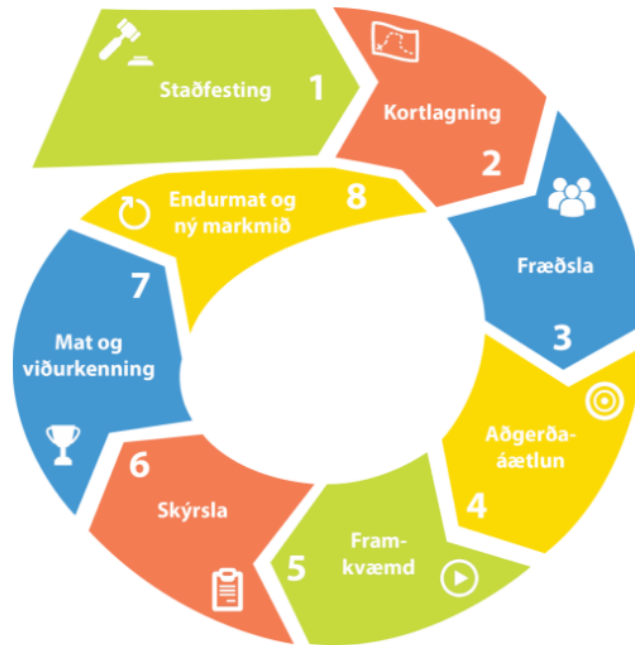 Staðfesting
1
Kortlagning
2
Fræðsla
3
Aðgerða-
áætlun
4
Fram-
kvæmd
5
Skýrsla
6
Mat og
viðurkenning
7
Endurmat og
ný markmið
8